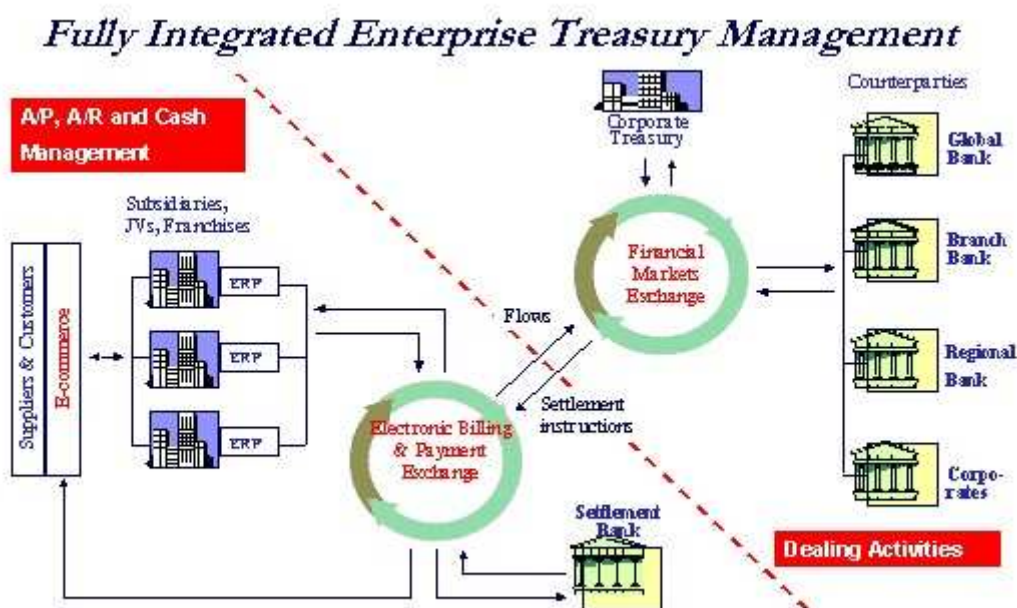 Fully Integrated Enterprise Treasury Management
A/P, A/R and Cash
Management
Corporate
Treasury
Counterparties
Global
Bank
Branch
Bank
Regional
Bank
Corpo-
rates
Subsidiaries,
JVs, Franchises
ERP
ERP
ERP
Suppliers & Customers
E-commerce
Financial
Markets
Exchange
Flows
Settlement
instructions
Electronic Billing
& Payment
Exchange
Settlement
Bank
Dealing Activities